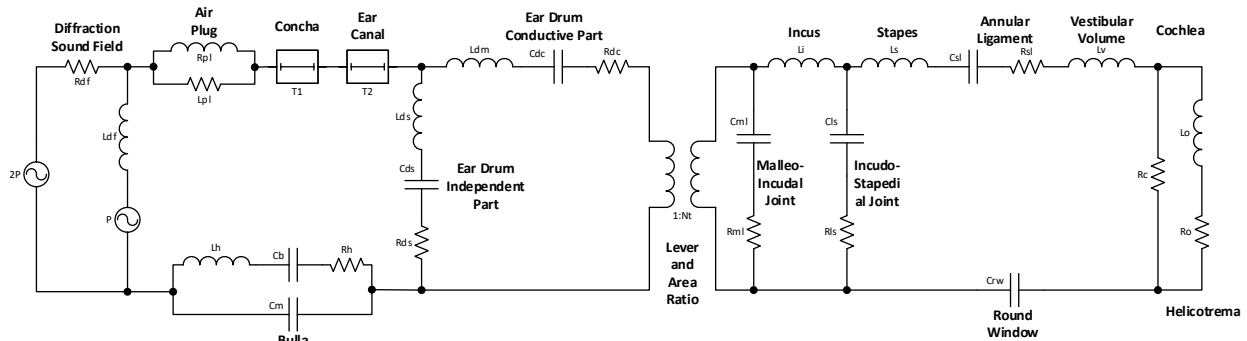 Diffraction
Sound Field
Air
Plug
Concha
Ear
Canal
Ear Drum
Conductive Part
Incus
Stapes
Annular
Ligament
Vestibular
Volume
Cochlea
Rdf
Rpl
Lpl
T1
T2
Ldm
Cdc
Rdc
Li
Ls
Csl
Rsl
Lv
Ldf
Lds
Cml
Cls
Lo
2P
P
Cds
Ear Drum
Independent
Part
Rds
1:Nt
Malleo-
Incudal
Joint
Incudo-
Stapedi
al Joint
Rc
Rml
Rls
Ro
Lh
Cb
Rh
Cm
Bulla
Lever
and
Area
Ratio
Crw
Round
Window
Helicotrema